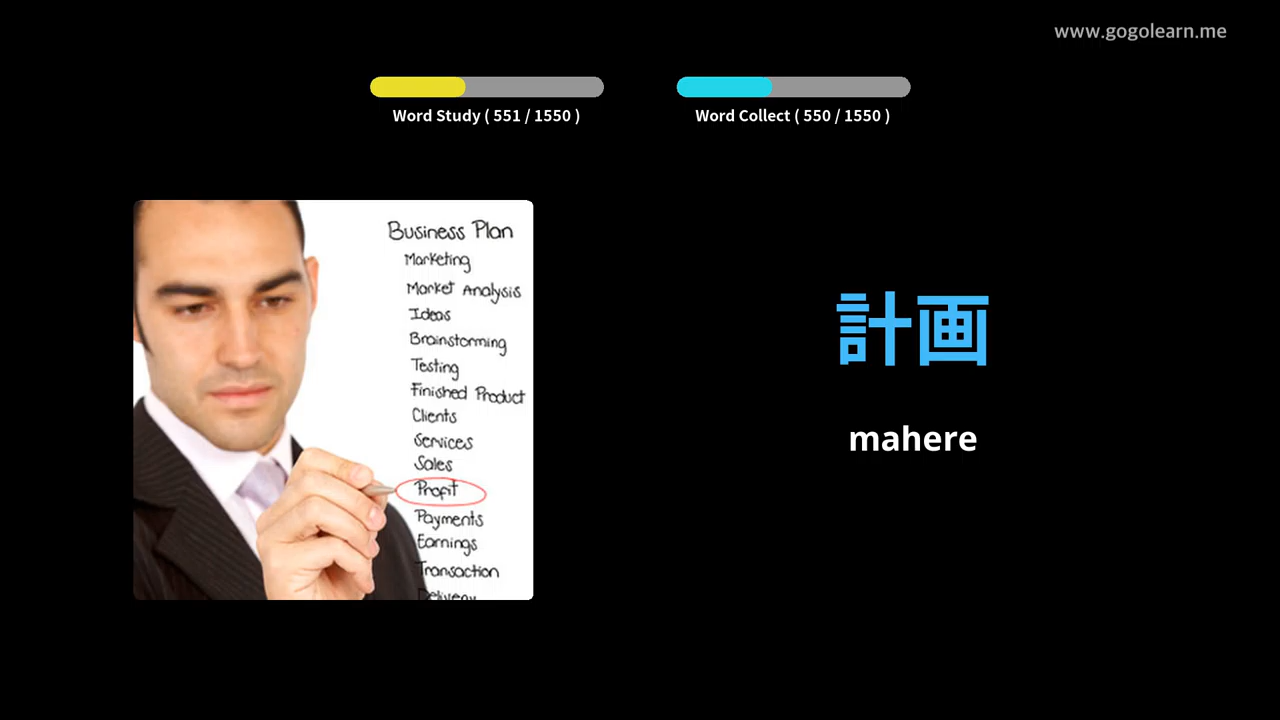 www.gogolearn.me
Word Study ( 551 / 1550 )
Word Collect ( 550 / 1550 )
Business Plan
Marketing
Market Analysis
Ideas
Brainstorming
Testing
Finished Product
Clients
Services
Sales
Profit
Payments
Earnings
Transaction
Delivery
計画
mahere